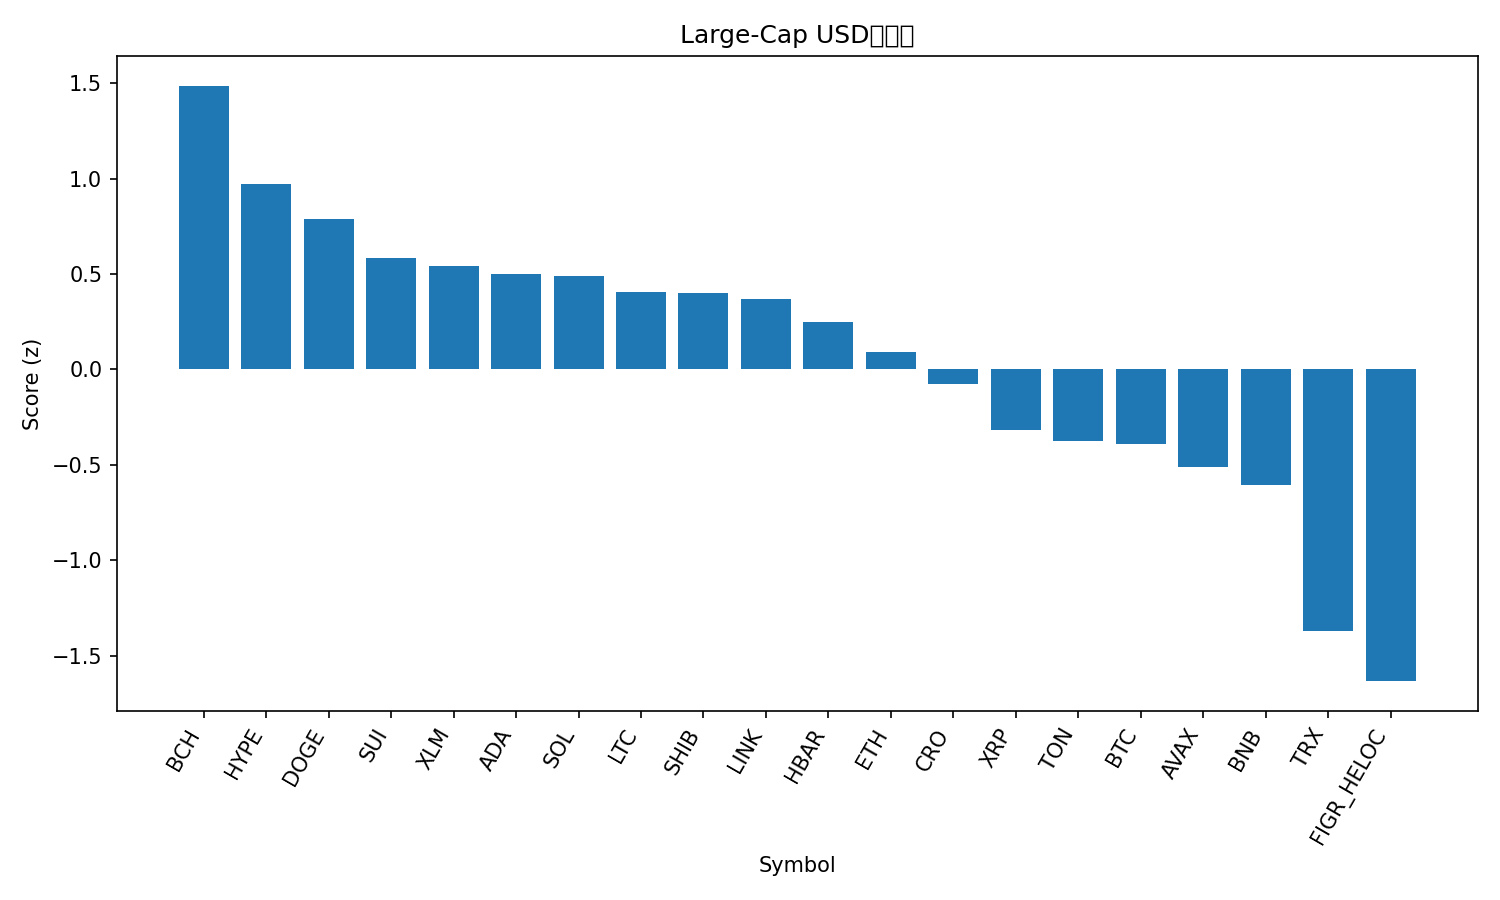 Large-Cap USD
1.5
1.0
0.5
0.0
−0.5
−1.0
−1.5
Score (z)
BCH
HYPE
DOGE
SUI
XLM
ADA
SOL
LTC
SHIB
LINK
HBAR
ETH
CRO
XRP
TON
BTC
AVAX
BNB
TRX
FIGR_HELOC
Symbol